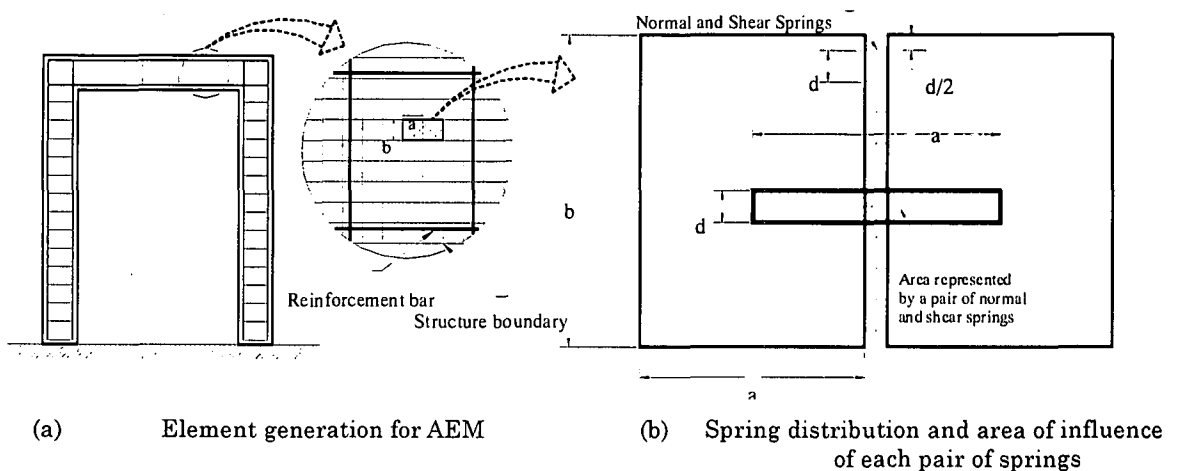 Normal and Shear Springs
d
d/2
a
a
b
b
d
Area represented
by a pair of normal
and shear springs
Reinforcement bar
Structure boundary
a
(a) Element generation for AEM
(b) Spring distribution and area of influence
of each pair of springs